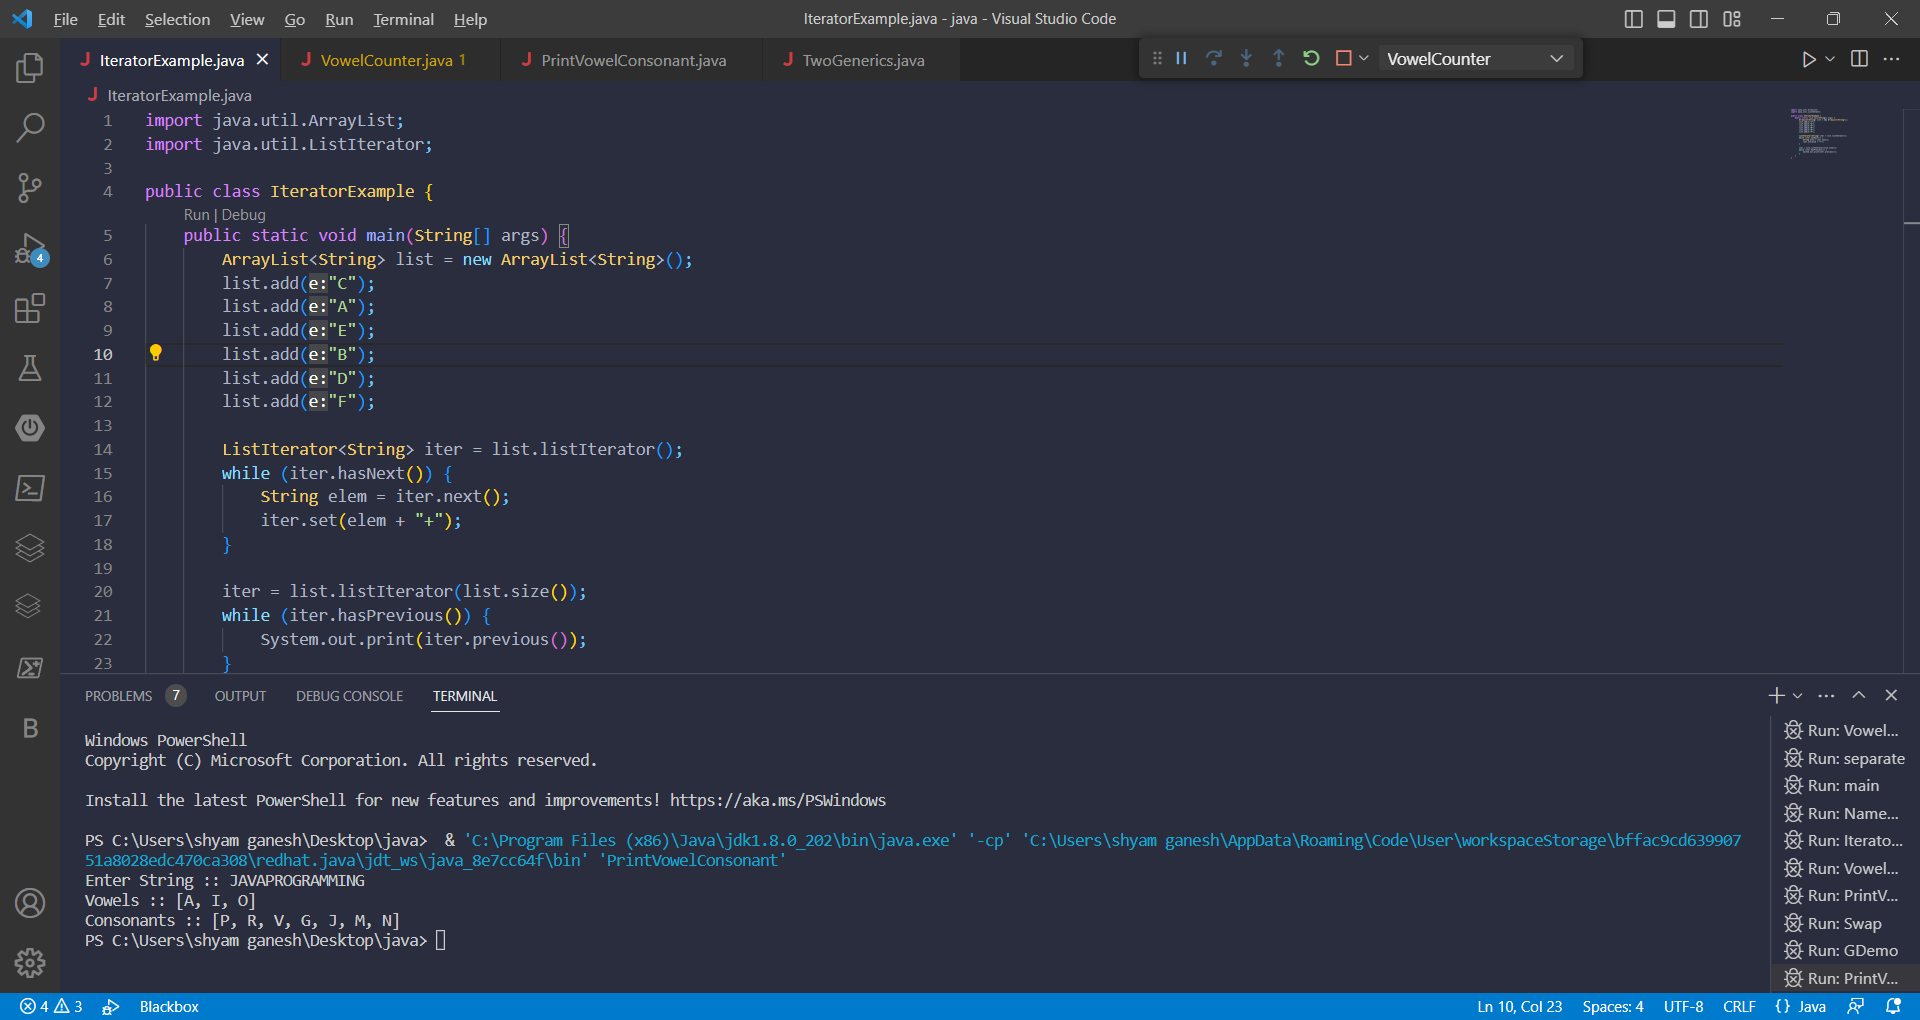 File Edit Selection View Go Run Terminal Help
IteratorExample.java - java - Visual Studio Code
IteratorExample.java
VowelCounter.java 1
PrintVowelConsonant.java
TwoGenerics.java
VowelCounter
IteratorExample.java
1 import java.util.ArrayList;
2 import java.util.ListIterator;
3
4 public class IteratorExample {
Run | Debug
5 public static void main(String[] args) {
6 ArrayList<String> list = new ArrayList<String>();
7 list.add(e:"C");
8 list.add(e:"A");
9 list.add(e:"E");
10 list.add(e:"B");
11 list.add(e:"D");
12 list.add(e:"F");
13
14 ListIterator<String> iter = list.listIterator();
15 while (iter.hasNext()) {
16 String elem = iter.next();
17 iter.set(elem + "+");
18 }
19
20 iter = list.listIterator(list.size());
21 while (iter.hasPrevious()) {
22 System.out.print(iter.previous());
23 }
4
PROBLEMS 7 OUTPUT DEBUG CONSOLE TERMINAL
Windows PowerShell
Copyright (C) Microsoft Corporation. All rights reserved.
Install the latest PowerShell for new features and improvements! https://aka.ms/PSWindows
PS C:\Users\shyam ganesh\Desktop\java>  & 'C:\Program Files (x86)\Java\jdk1.8.0_202\bin\java.exe' '-cp' 'C:\Users\shyam ganesh\AppData\Roaming\Code\User\workspaceStorage\bffac9cd639907
51a8028edc470ca308\redhat.java\jdt_ws\java_8e7cc64f\bin' 'PrintVowelConsonant'
Enter String :: JAVAPROGRAMMING
Vowels :: [A, I, O]
Consonants :: [P, R, V, G, J, M, N]
PS C:\Users\shyam ganesh\Desktop\java>
Run: Vowel...
Run: separate
Run: main
Run: Name...
Run: Iterato...
Run: Vowel...
Run: PrintV...
Run: Swap
Run: GDemo
Run: PrintV...
B
4 3 Blackbox
Ln 10, Col 23 Spaces: 4 UTF-8 CRLF {} Java